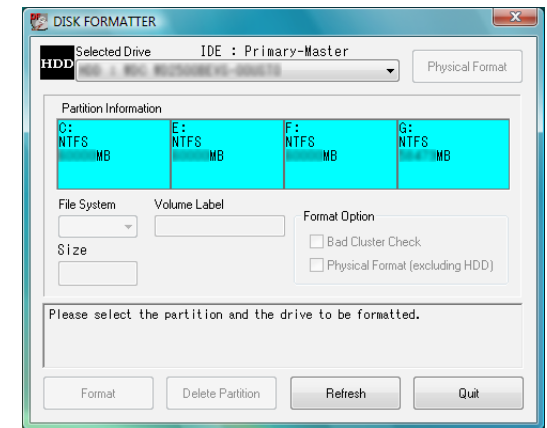 DISK FORMATTER
Selected Drive IDE : Primary-Master
HDD
Physical Format
Partition Information
C: E: F: G:
NTFS NTFS NTFS NTFS
MB MB MB MB
File System Volume Label
Format Option
Bad Cluster Check
Size
Physical Format (excluding HDD)
Please select the partition and the drive to be formatted.
Format Delete Partition Refresh Quit